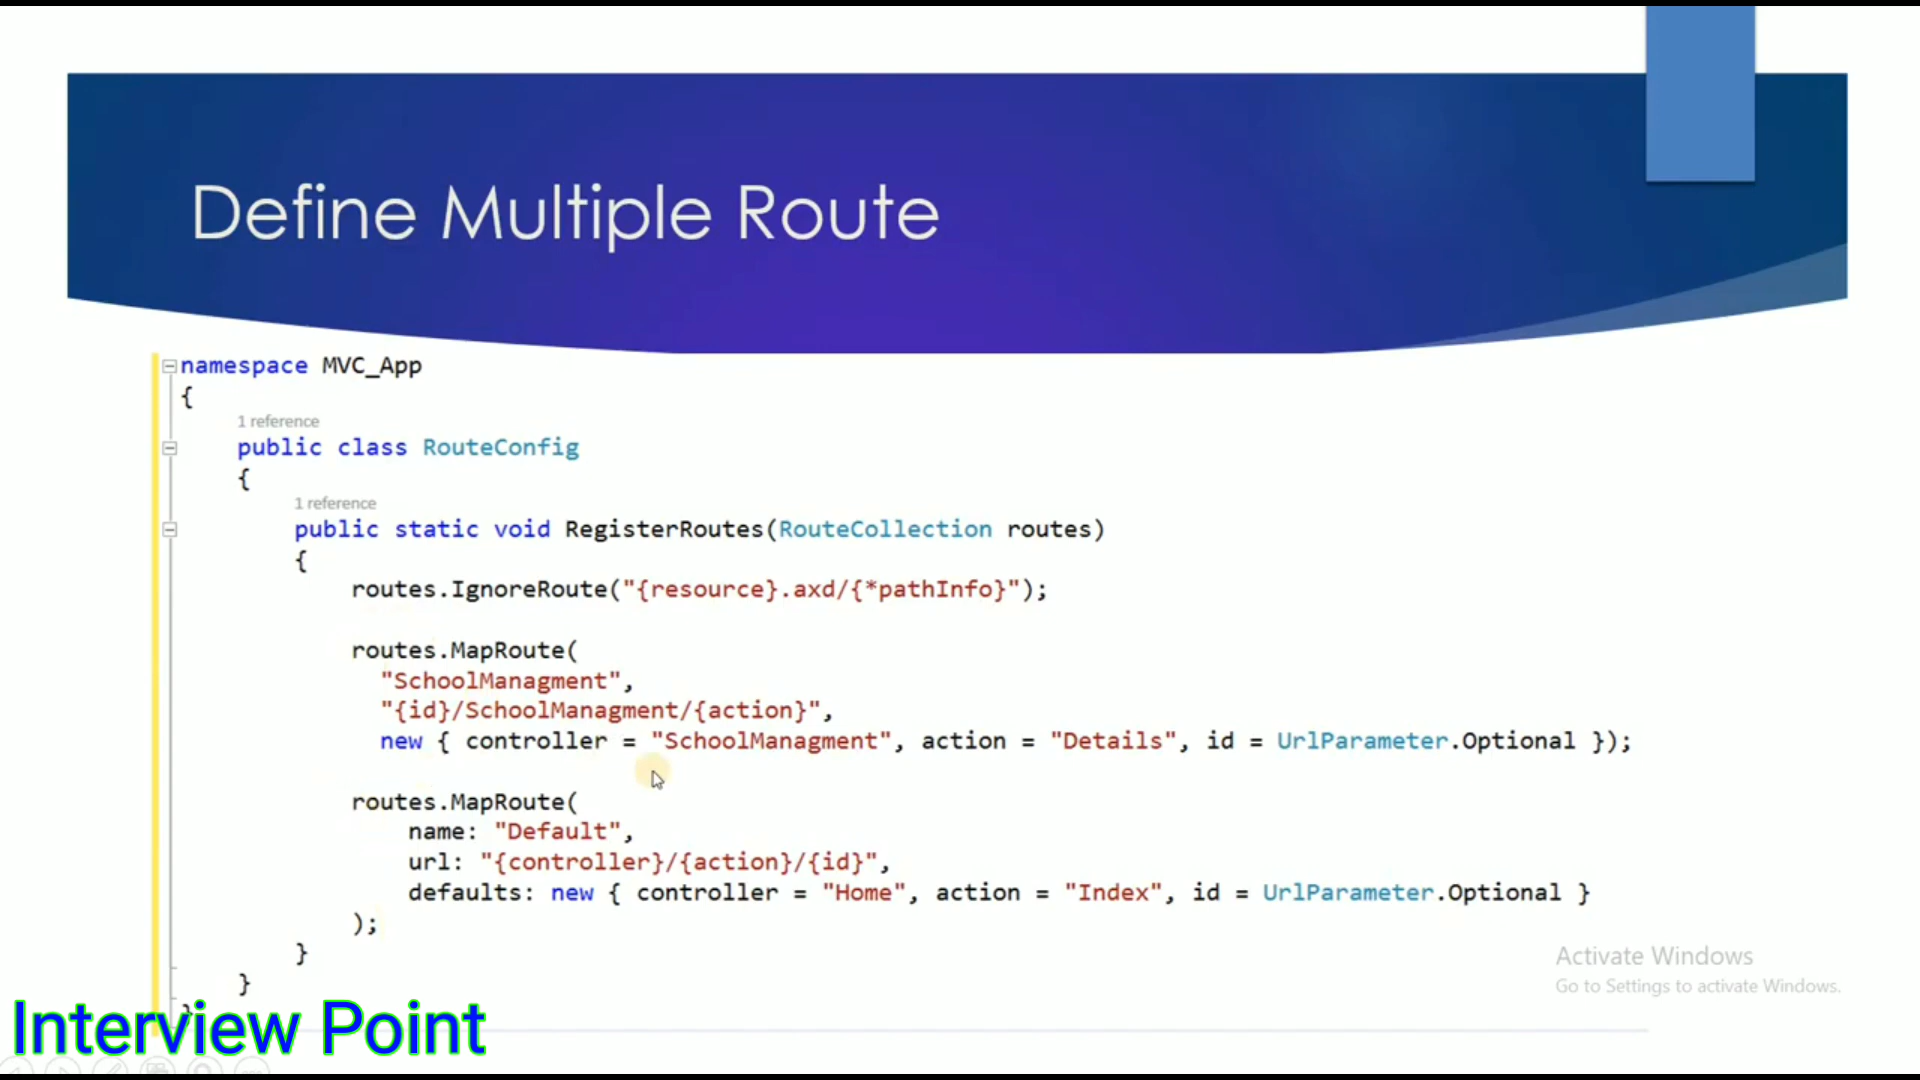 Define Multiple Route
namespace MVC_App
{
1 reference
public class RouteConfig
{
1 reference
public static void RegisterRoutes(RouteCollection routes)
{
routes.IgnoreRoute("{resource}.axd/{*pathInfo}");
routes.MapRoute(
"SchoolManagment",
"{id}/SchoolManagment/{action}",
new { controller = "SchoolManagment", action = "Details", id = UrlParameter.Optional });
routes.MapRoute(
name: "Default",
url: "{controller}/{action}/{id}",
defaults: new { controller = "Home", action = "Index", id = UrlParameter.Optional }
);
}
}
}
Activate Windows
Go to Settings to activate Windows.
Interview Point